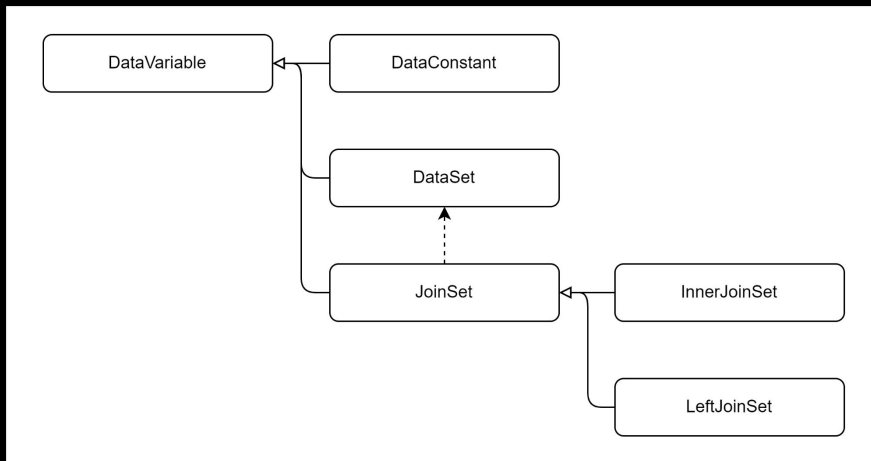 DataVariable
DataConstant
DataSet
JoinSet
InnerJoinSet
LeftJoinSet